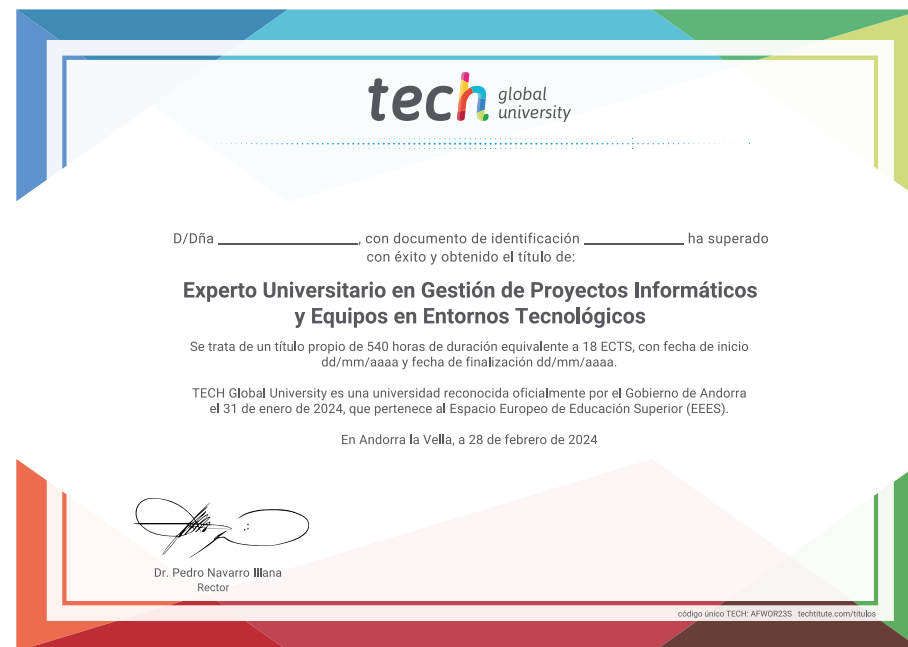 tech global university
D/Dña ____________________, con documento de identificación ______________ ha superado
con éxito y obtenido el título de:
Experto Universitario en Gestión de Proyectos Informáticos
y Equipos en Entornos Tecnológicos
Se trata de un título propio de 540 horas de duración equivalente a 18 ECTS, con fecha de inicio
dd/mm/aaaa y fecha de finalización dd/mm/aaaa.
TECH Global University es una universidad reconocida oficialmente por el Gobierno de Andorra
el 31 de enero de 2024, que pertenece al Espacio Europeo de Educación Superior (EEES).
En Andorra la Vella, a 28 de febrero de 2024
Dr. Pedro Navarro Illana
Rector
código único TECH: AFWOR23S techtitute.com/titulos